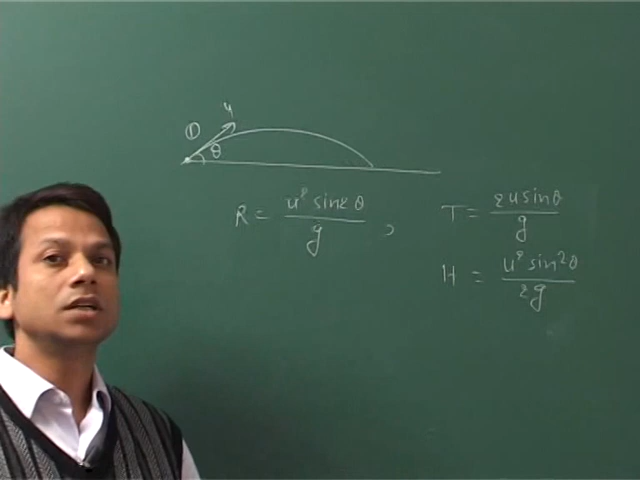 u
① θ
R = u² sin2θ / g , T = 2u sinθ / g
H = u² sin²θ / 2g